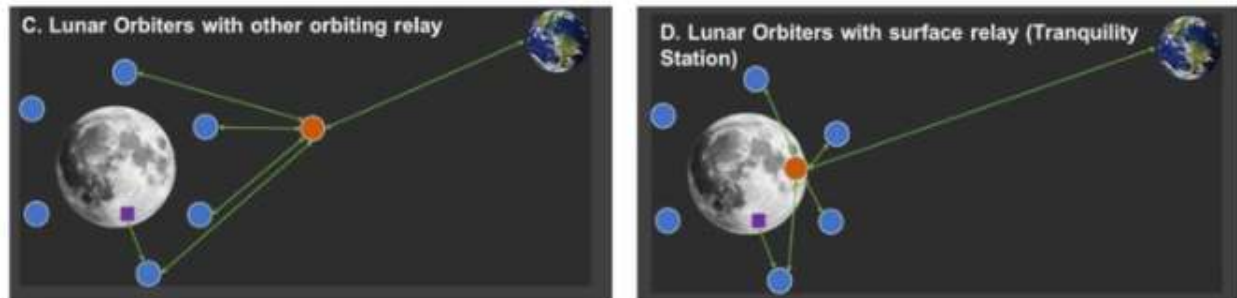 C. Lunar Orbiters with other orbiting relay
D. Lunar Orbiters with surface relay (Tranquility
Station)